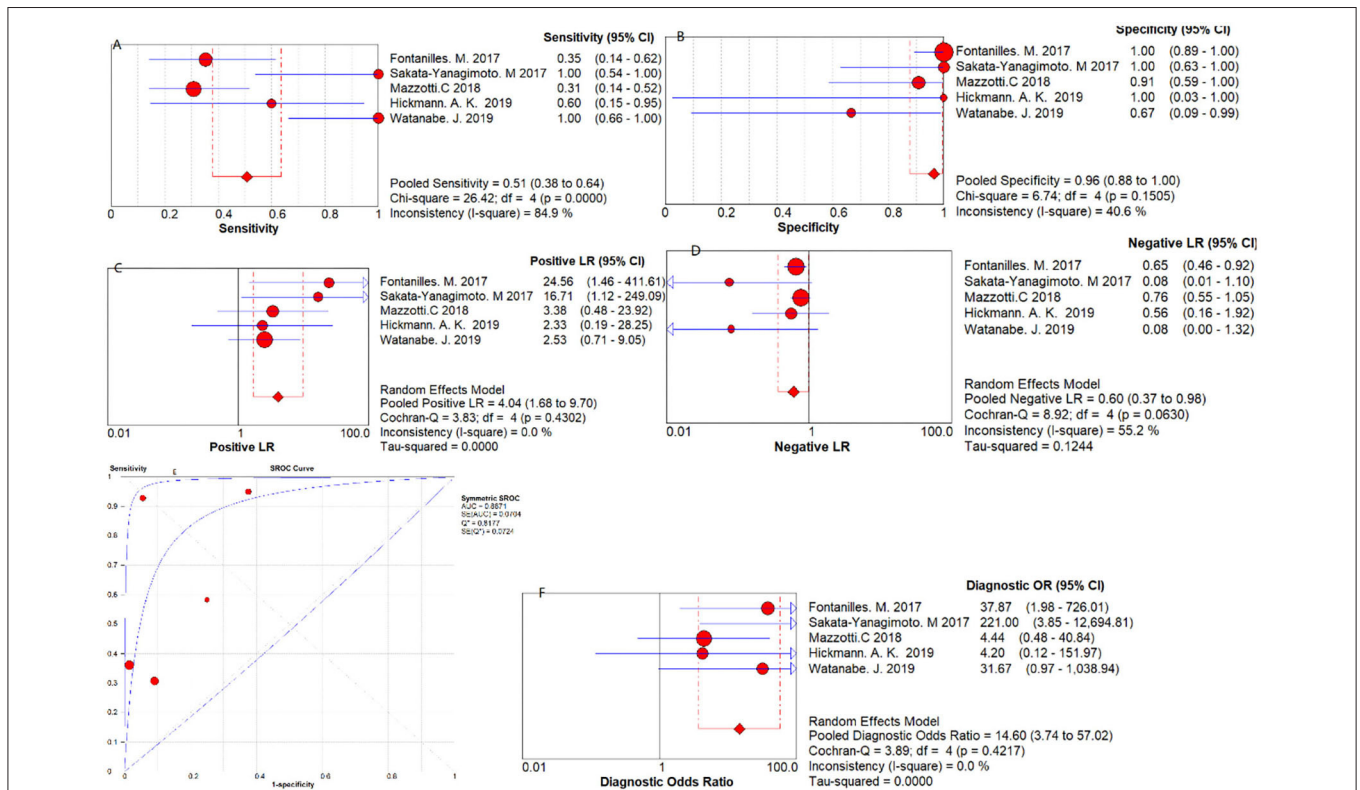 A
Sensitivity (95% CI)
Fontanilles. M. 2017 0.35 (0.14 - 0.62)
Sakata-Yanagimoto. M 2017 1.00 (0.54 - 1.00)
Mazzotti.C 2018 0.31 (0.14 - 0.52)
Hickmann. A. K. 2019 0.60 (0.15 - 0.95)
Watanabe. J. 2019 1.00 (0.66 - 1.00)
Pooled Sensitivity = 0.51 (0.38 to 0.64)
Chi-square = 26.42; df = 4 (p = 0.0000)
Inconsistency (I-square) = 84.9 %
0 0.2 0.4 0.6 0.8 1
Sensitivity
B
Specificity (95% CI)
Fontanilles. M. 2017 1.00 (0.89 - 1.00)
Sakata-Yanagimoto. M 2017 1.00 (0.63 - 1.00)
Mazzotti.C 2018 0.91 (0.59 - 1.00)
Hickmann. A. K. 2019 1.00 (0.03 - 1.00)
Watanabe. J. 2019 0.67 (0.09 - 0.99)
Pooled Specificity = 0.96 (0.88 to 1.00)
Chi-square = 6.74; df = 4 (p = 0.1505)
Inconsistency (I-square) = 40.6 %
0 0.2 0.4 0.6 0.8 1
Specificity
C
Positive LR (95% CI)
Fontanilles. M. 2017 24.56 (1.46 - 411.61)
Sakata-Yanagimoto. M 2017 16.71 (1.12 - 249.09)
Mazzotti.C 2018 3.38 (0.48 - 23.92)
Hickmann. A. K. 2019 2.33 (0.19 - 28.25)
Watanabe. J. 2019 2.53 (0.71 - 9.05)
Random Effects Model
Pooled Positive LR = 4.04 (1.68 to 9.70)
Cochran-Q = 3.83; df = 4 (p = 0.4302)
Inconsistency (I-square) = 0.0 %
Tau-squared = 0.0000
0.01 1 100.0
Positive LR
D
Negative LR (95% CI)
Fontanilles. M. 2017 0.65 (0.46 - 0.92)
Sakata-Yanagimoto. M 2017 0.08 (0.01 - 1.10)
Mazzotti.C 2018 0.76 (0.55 - 1.05)
Hickmann. A. K. 2019 0.56 (0.16 - 1.92)
Watanabe. J. 2019 0.08 (0.00 - 1.32)
Random Effects Model
Pooled Negative LR = 0.60 (0.37 to 0.98)
Cochran-Q = 8.92; df = 4 (p = 0.0630)
Inconsistency (I-square) = 55.2 %
Tau-squared = 0.1244
0.01 1 100.0
Negative LR
Sensitivity E SROC Curve
1
0.9
0.8
0.7
0.6
0.5
0.4
0.3
0.2
0.1
0
0 0.2 0.4 0.6 0.8 1
1-specificity
Symmetric SROC
SE(AUC) = 0.0704
Q* = 0.8177
SE(Q*) = 0.0724
F
Diagnostic OR (95% CI)
Fontanilles. M. 2017 37.87 (1.98 - 726.01)
Sakata-Yanagimoto. M 2017 221.00 (3.85 - 12,694.81)
Mazzotti.C 2018 4.44 (0.48 - 40.84)
Hickmann. A. K. 2019 4.20 (0.12 - 151.97)
Watanabe. J. 2019 31.67 (0.97 - 1,038.94)
Random Effects Model
Pooled Diagnostic Odds Ratio = 14.60 (3.74 to 57.02)
Cochran-Q = 3.89; df = 4 (p = 0.4217)
Inconsistency (I-square) = 0.0 %
Tau-squared = 0.0000
0.01 1 100.0
Diagnostic Odds Ratio